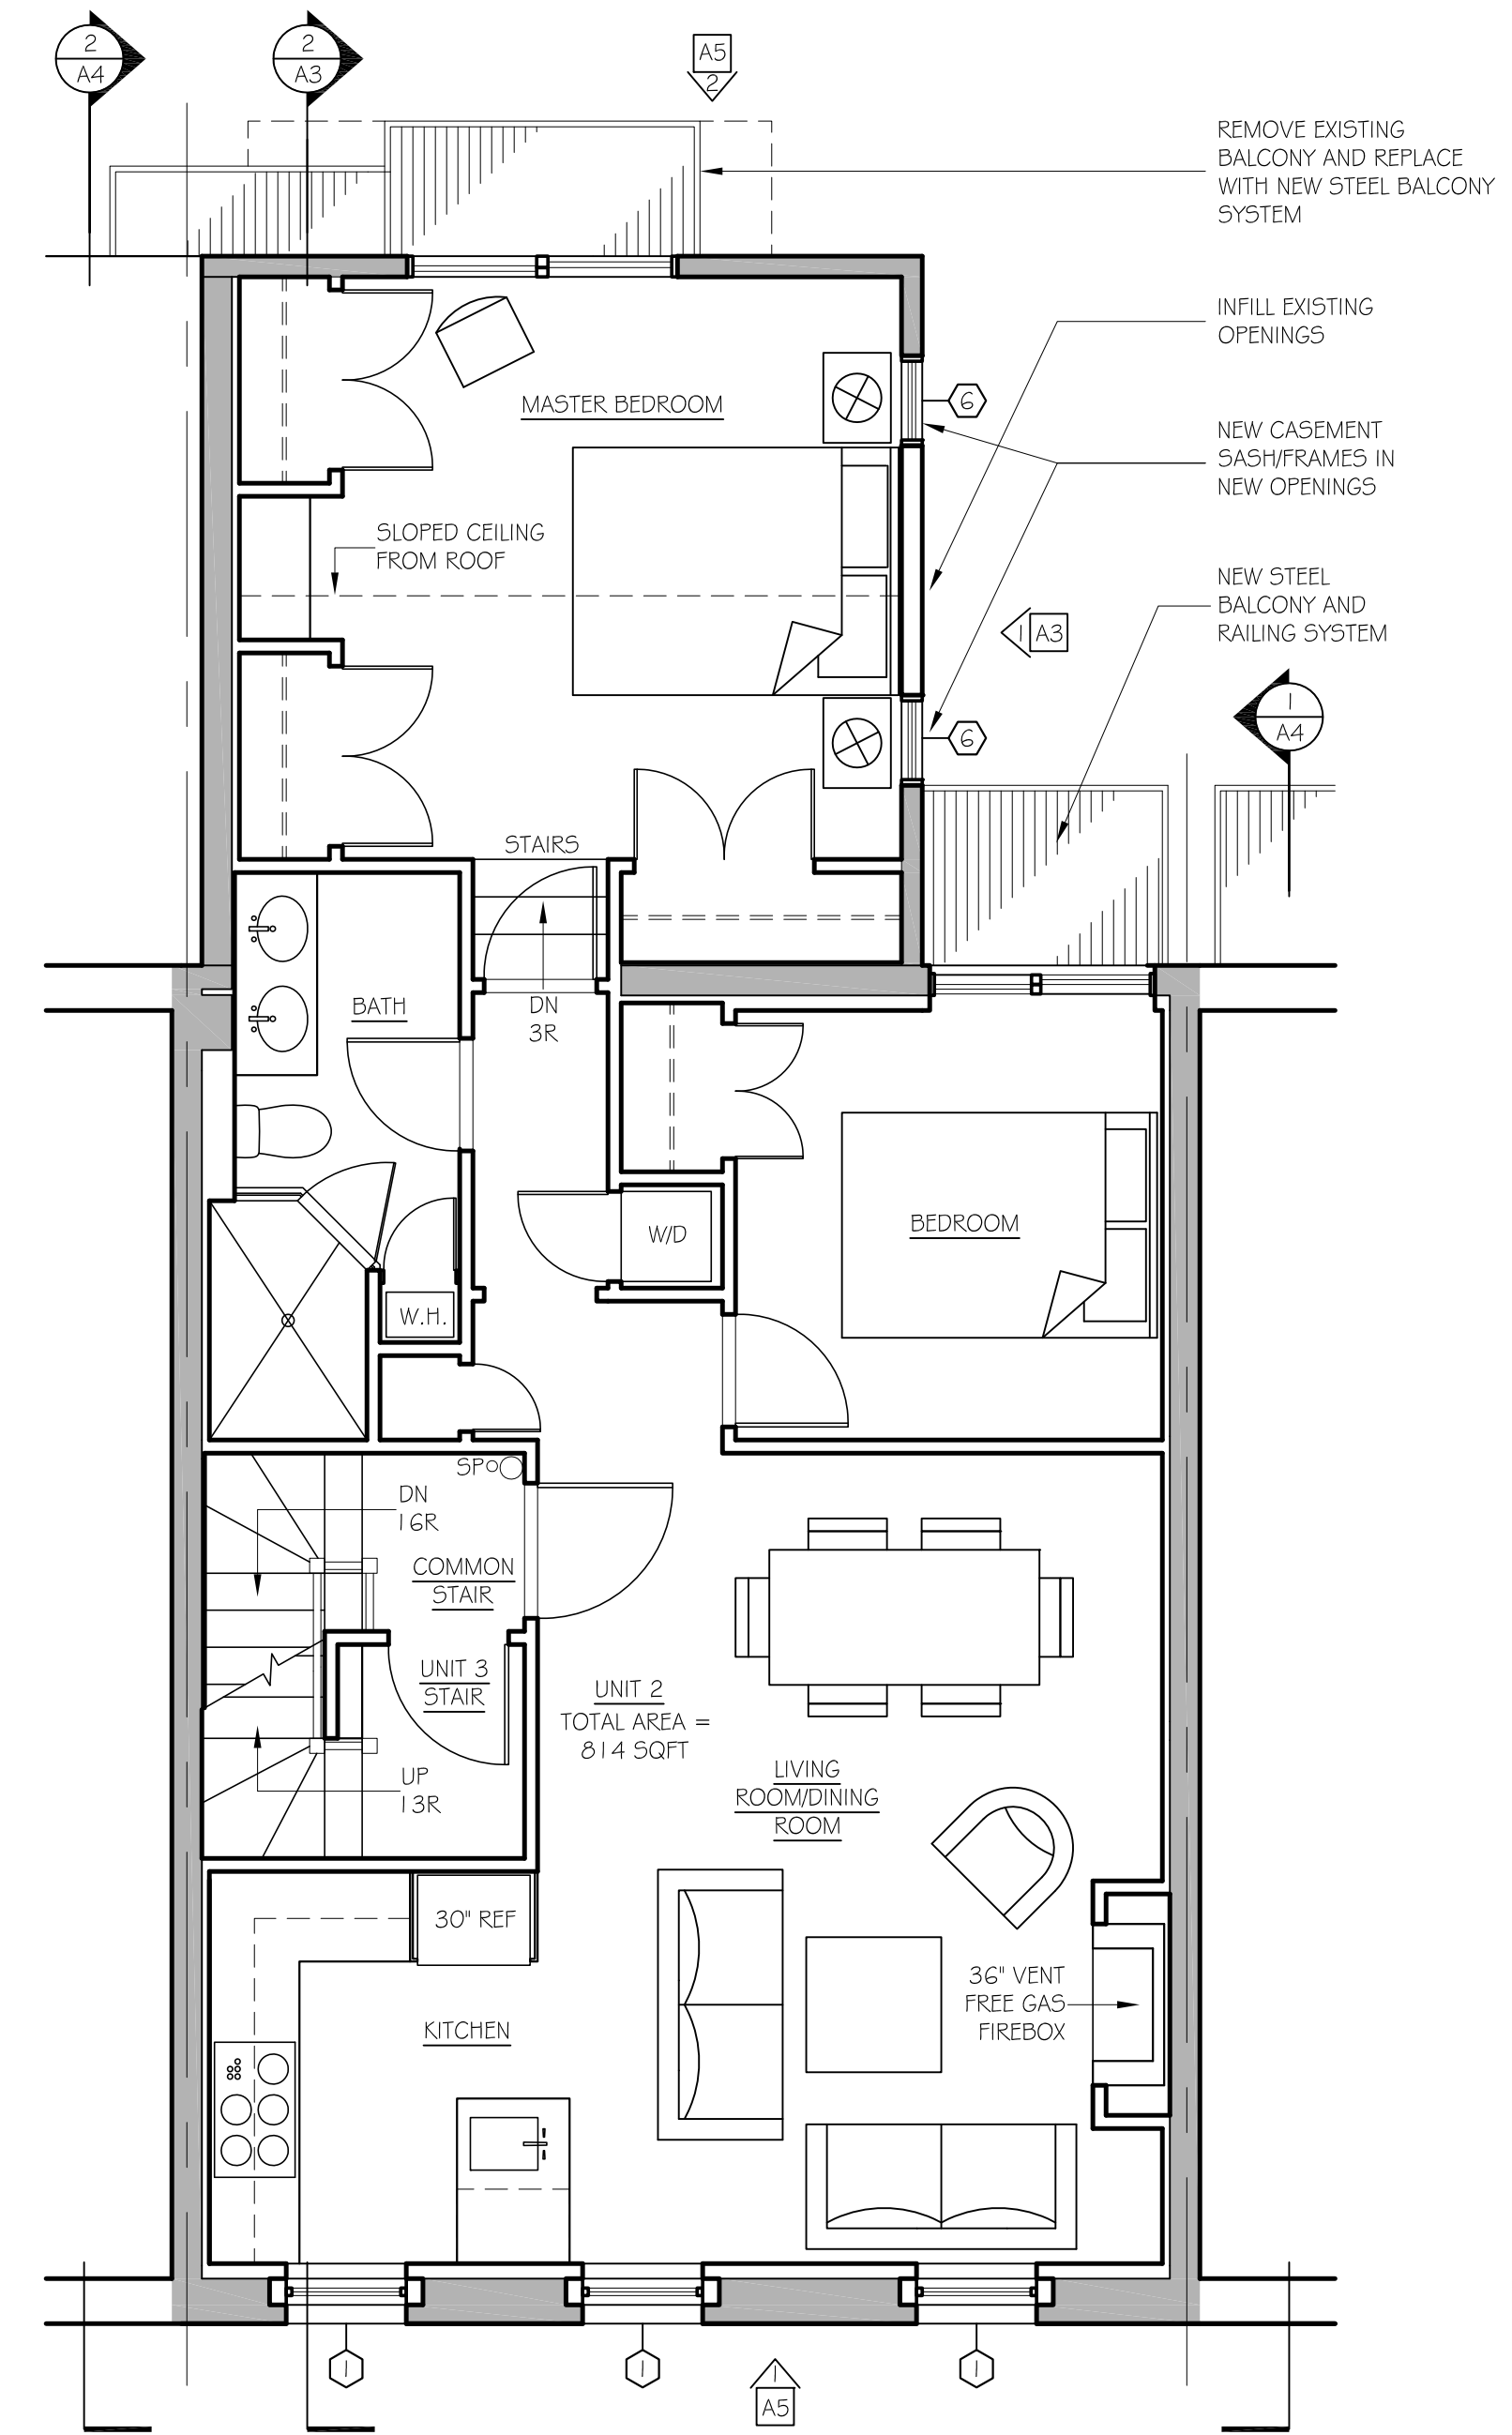 2
A4
2
A3
A5
2
REMOVE EXISTING
BALCONY AND REPLACE
WITH NEW STEEL BALCONY
SYSTEM
INFILL EXISTING
OPENINGS
MASTER BEDROOM
6
NEW CASEMENT
SASH/FRAMES IN
NEW OPENINGS
SLOPED CEILING
FROM ROOF
NEW STEEL
BALCONY AND
RAILING SYSTEM
1
A3
1
A4
6
STAIRS
BATH
DN
3R
W/D
BEDROOM
W.H.
SP
DN
16R
COMMON
STAIR
UNIT 3
STAIR
UNIT 2
TOTAL AREA =
814 SQFT
LIVING
ROOM/DINING
ROOM
UP
13R
30" REF
36" VENT
FREE GAS
FIREBOX
KITCHEN
1
1
1
1
A5